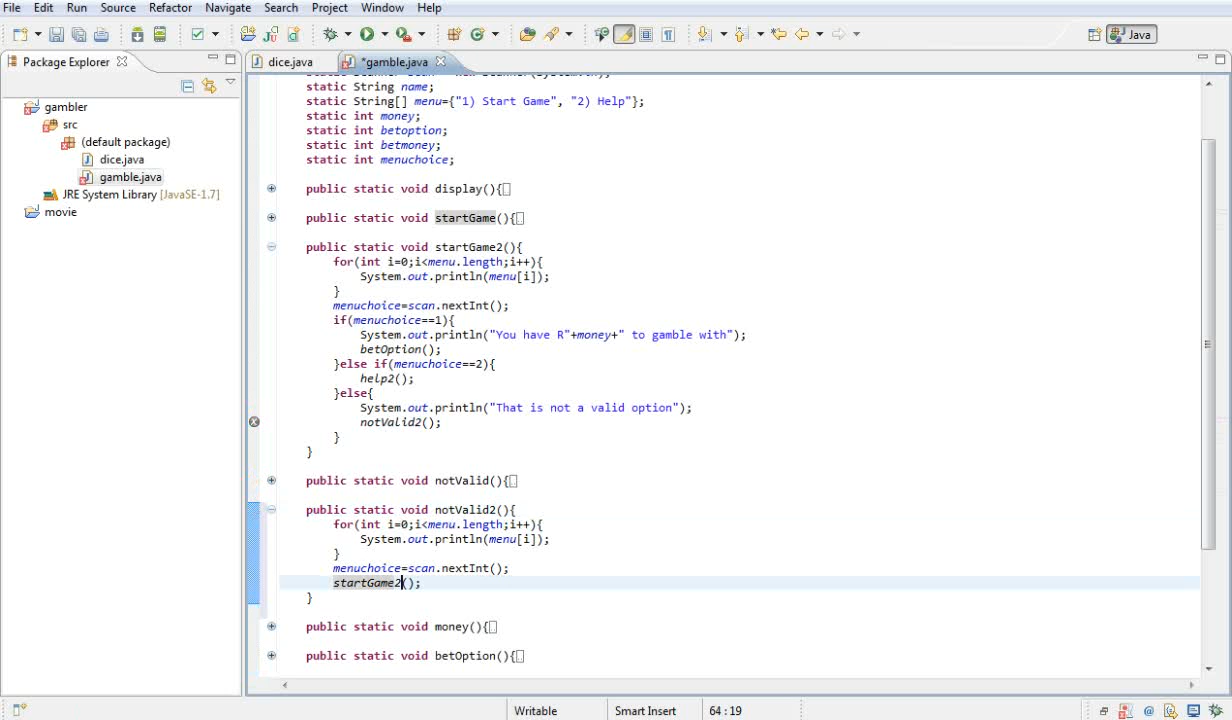 File Edit Run Source Refactor Navigate Search Project Window Help
Java
Package Explorer
dice.java
*gamble.java
gambler
src
(default package)
dice.java
gamble.java
JRE System Library [JavaSE-1.7]
movie
static String name;
static String[] menu={"1) Start Game", "2) Help"};
static int money;
static int betoption;
static int betmoney;
static int menuchoice;
public static void display(){
public static void startGame(){
public static void startGame2(){
for(int i=0;i<menu.length;i++){
System.out.println(menu[i]);
}
menuchoice=scan.nextInt();
if(menuchoice==1){
System.out.println("You have R"+money+" to gamble with");
betOption();
}else if(menuchoice==2){
help2();
}else{
System.out.println("That is not a valid option");
notValid2();
}
}
public static void notValid(){
public static void notValid2(){
for(int i=0;i<menu.length;i++){
System.out.println(menu[i]);
}
menuchoice=scan.nextInt();
startGame2();
}
public static void money(){
public static void betOption(){
Writable
Smart Insert
64 : 19